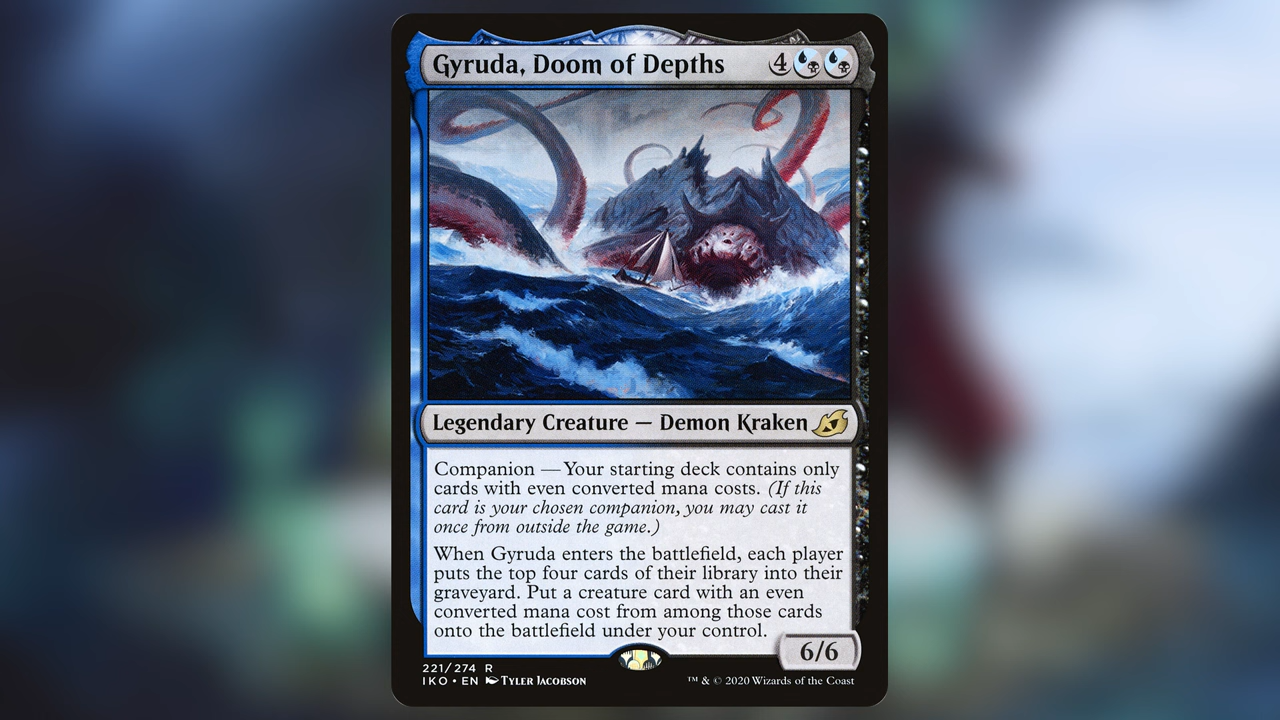 Gyruda, Doom of Depths 4
Legendary Creature — Demon Kraken
Companion — Your starting deck contains only
cards with even converted mana costs. (If this
card is your chosen companion, you may cast it
once from outside the game.)
When Gyruda enters the battlefield, each player
puts the top four cards of their library into their
graveyard. Put a creature card with an even
converted mana cost from among those cards
onto the battlefield under your control.
6/6
221/274 R
IKO • EN Tyler Jacobson
™ & © 2020 Wizards of the Coast